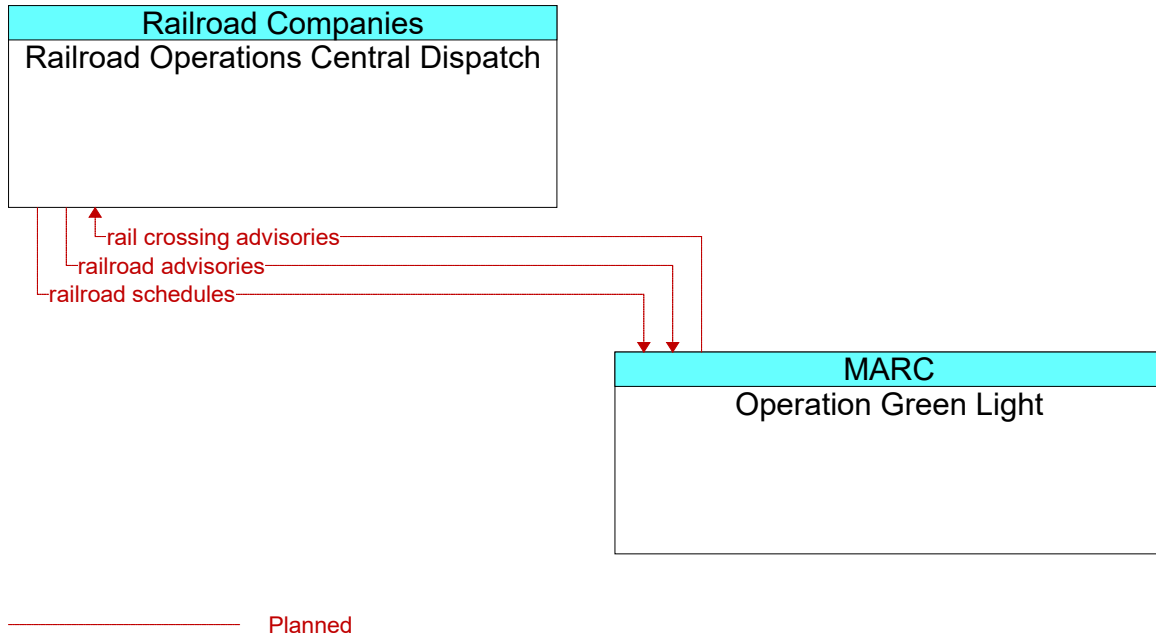 Railroad Companies
Railroad Operations Central Dispatch
rail crossing advisories
railroad advisories
railroad schedules
MARC
Operation Green Light
Planned